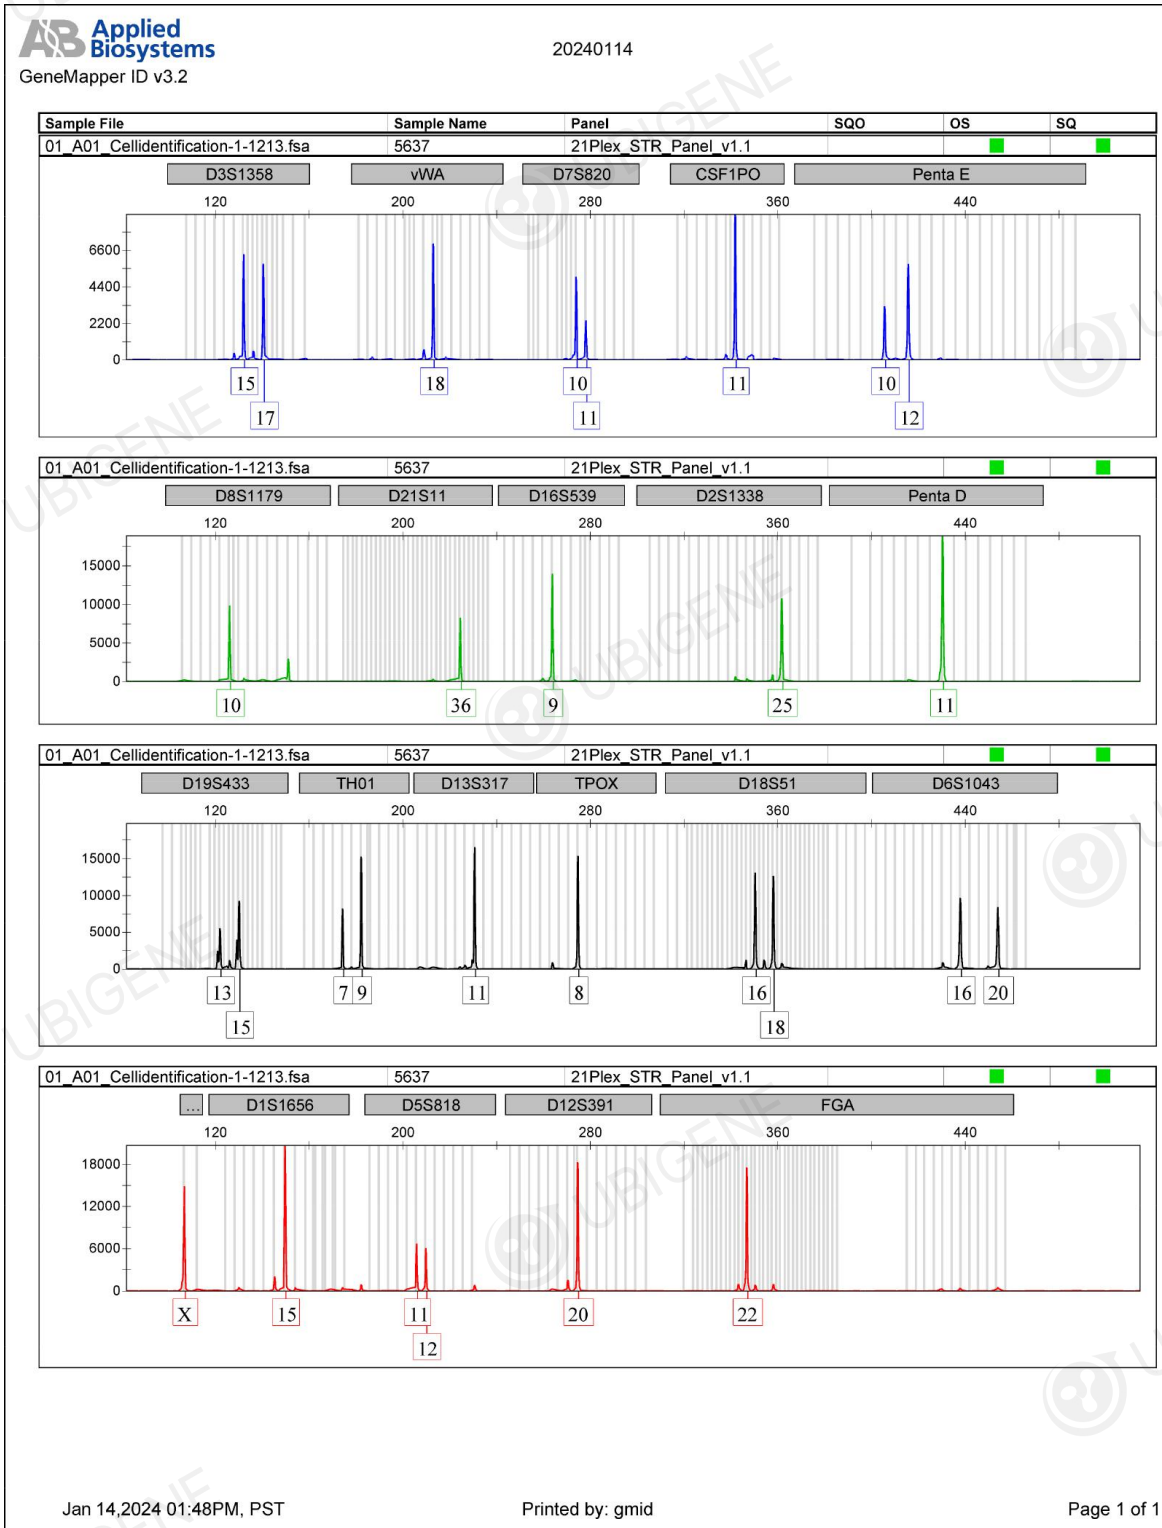 AB Applied Biosystems
20240114
GeneMapper ID v3.2
Sample File Sample Name Panel SQO OS SQ
01_A01_Cellidentification-1-1213.fsa 5637 21Plex_STR_Panel_v1.1
D3S1358 vWA D7S820 CSF1PO Penta E
120 200 280 360 440
6600
4400
2200
0
15 18 10 11 10
17 11 12
01_A01_Cellidentification-1-1213.fsa 5637 21Plex_STR_Panel_v1.1
D8S1179 D21S11 D16S539 D2S1338 Penta D
120 200 280 360 440
15000
10000
5000
0
10 36 9 25 11
01_A01_Cellidentification-1-1213.fsa 5637 21Plex_STR_Panel_v1.1
D19S433 TH01 D13S317 TPOX D18S51 D6S1043
120 200 280 360 440
15000
10000
5000
0
13 7 9 11 8 16 16 20
15 18
01_A01_Cellidentification-1-1213.fsa 5637 21Plex_STR_Panel_v1.1
... D1S1656 D5S818 D12S391 FGA
120 200 280 360 440
18000
12000
6000
0
X 15 11 20 22
12
Jan 14,2024 01:48PM, PST Printed by: gmid Page 1 of 1
UBIGENE
UBIGENE
UBIGENE
UBIGENE
UBIGENE